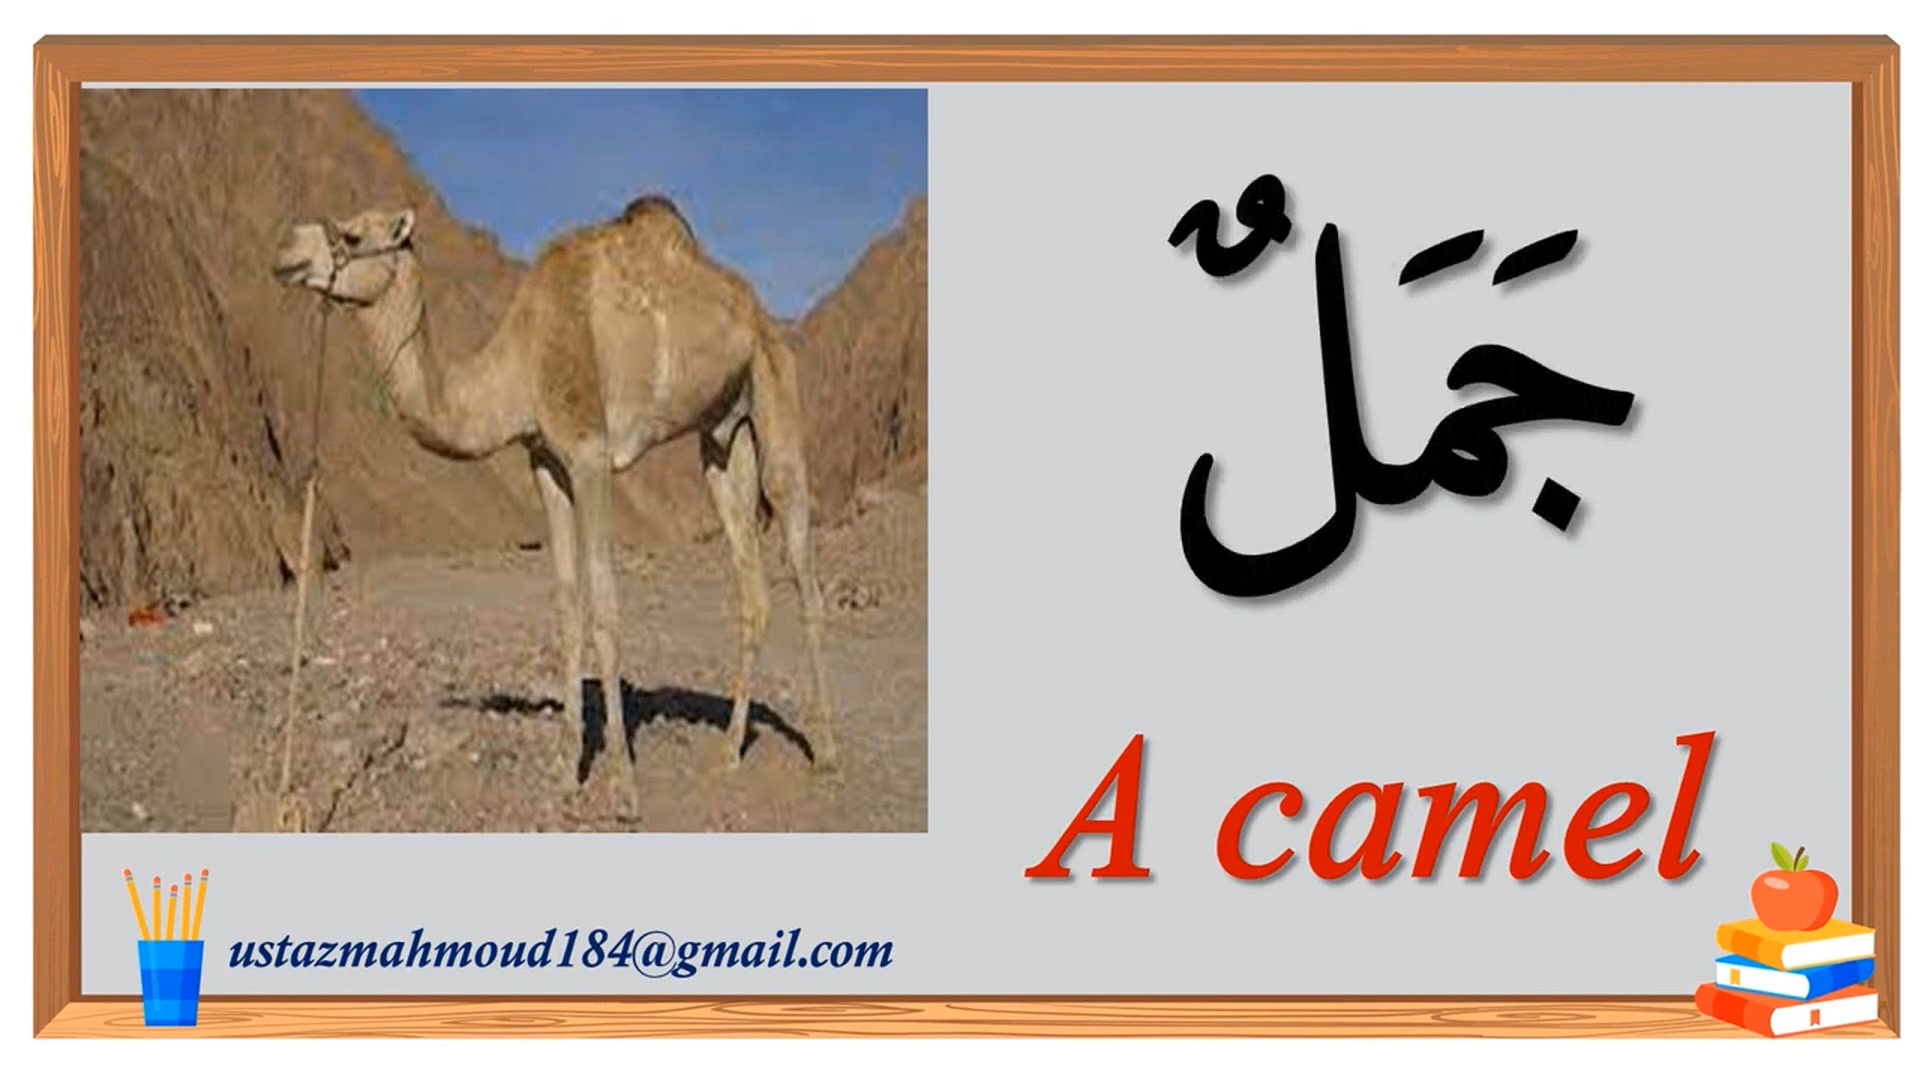 جَمَلٌ
A camel
ustazmahmoud184@gmail.com